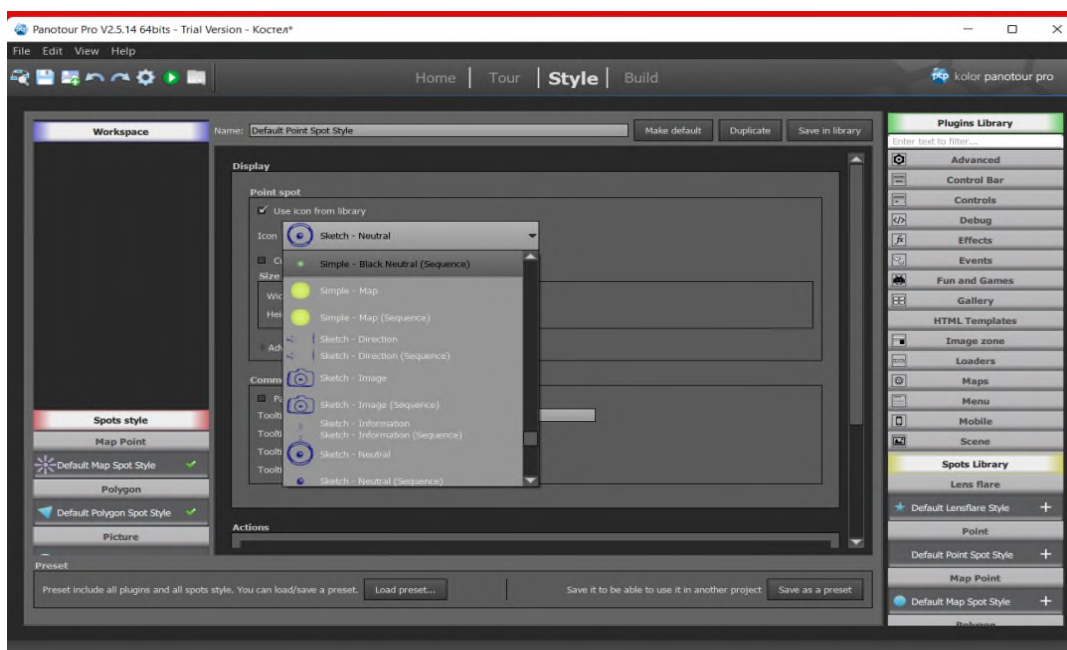 Panotour Pro V2.5.14 64bits - Trial Version - Костел*
File Edit View Help
Home | Tour | Style | Build
kolor panotour pro
Workspace
Name: Default Point Spot Style
Make default
Duplicate
Save in library
Plugins Library
Enter text to filter...
Advanced
Control Bar
Controls
Debug
Effects
Events
Fun and Games
Gallery
HTML Templates
Image zone
Loaders
Maps
Menu
Mobile
Scene
Spots Library
Lens flare
Default Lensflare Style +
Point
Default Point Spot Style +
Map Point
Default Map Spot Style +
Polygon
Display
Point spot
Use icon from library
Icon Sketch - Neutral
Size
Simple - Black Neutral (Sequence)
Simple - Map
Simple - Map (Sequence)
Sketch - Direction
Sketch - Direction (Sequence)
Sketch - Image
Sketch - Image (Sequence)
Sketch - Information
Sketch - Information (Sequence)
Sketch - Neutral
Sketch - Neutral (Sequence)
Actions
Spots style
Map Point
Default Map Spot Style
Polygon
Default Polygon Spot Style
Picture
Preset
Preset include all plugins and all spots style. You can load/save a preset.
Load preset...
Save it to be able to use it in another project
Save as a preset